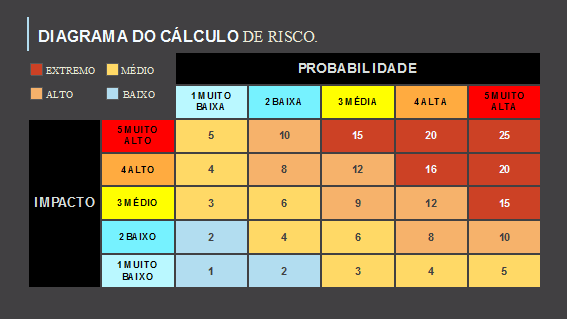 DIAGRAMA DO CÁLCULO DE RISCO.
EXTREMO MÉDIO
ALTO BAIXO
PROBABILIDADE
1 MUITO BAIXA 2 BAIXA 3 MÉDIA 4 ALTA 5 MUITO ALTA
IMPACTO
5 MUITO ALTO 5 10 15 20 25
4 ALTO 4 8 12 16 20
3 MÉDIO 3 6 9 12 15
2 BAIXO 2 4 6 8 10
1 MUITO BAIXO 1 2 3 4 5